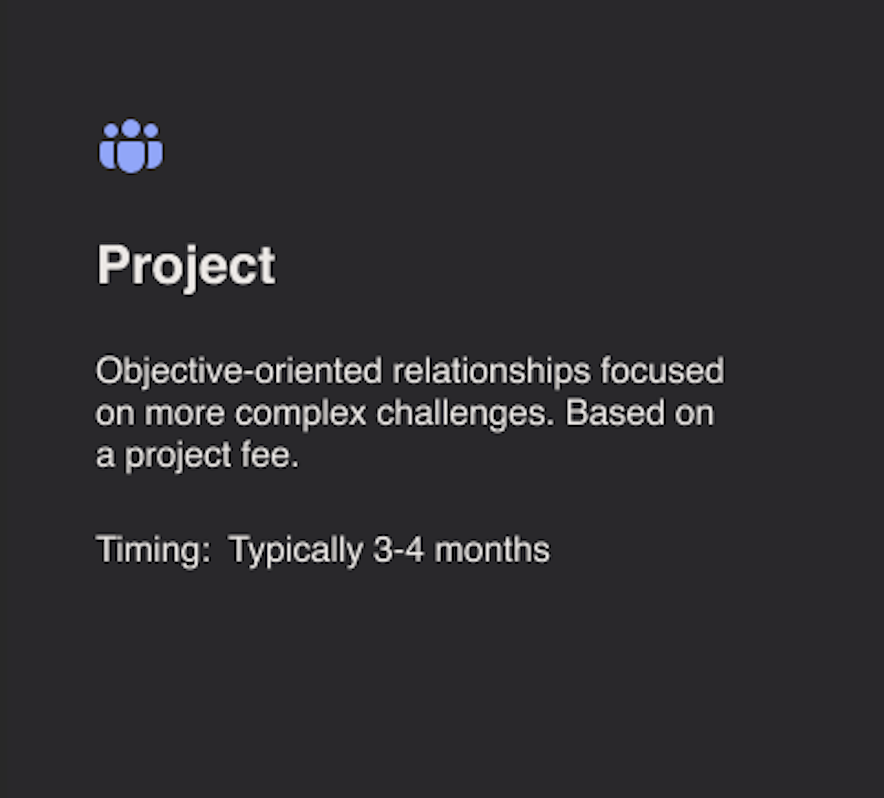 Project
Objective-oriented relationships focused
on more complex challenges. Based on
a project fee.
Timing:  Typically 3-4 months